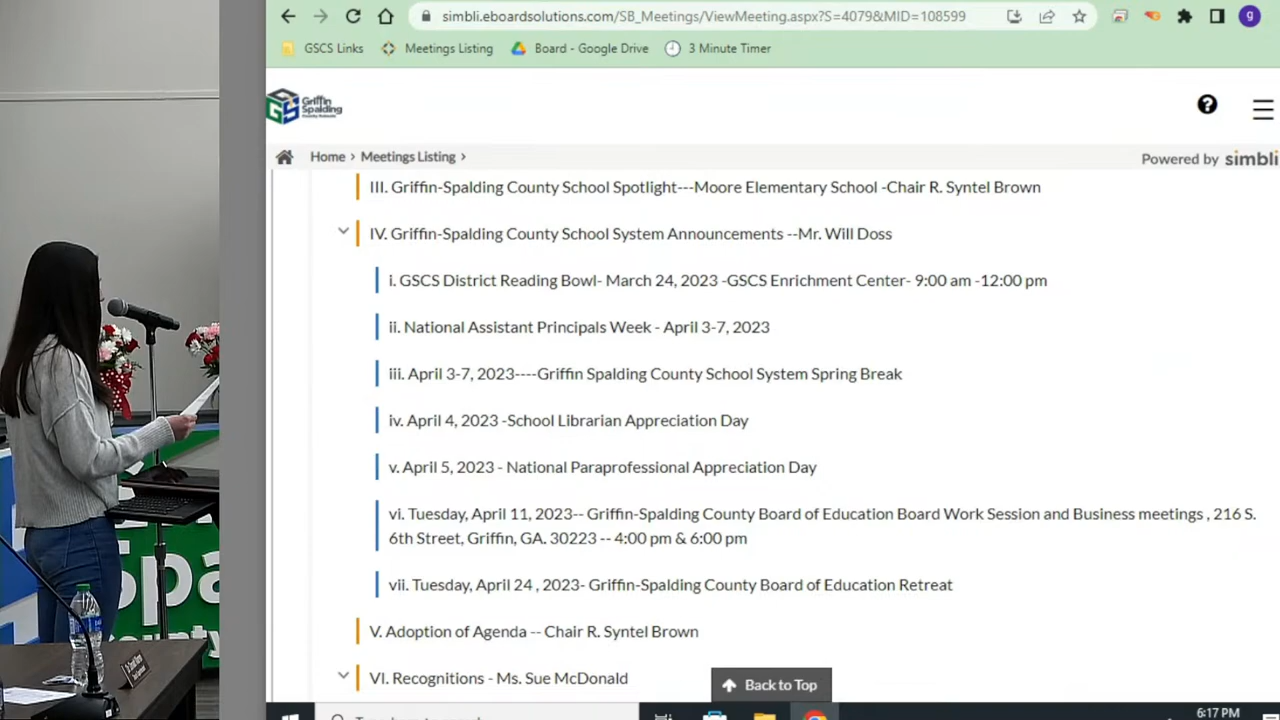 simbli.eboardsolutions.com/SB_Meetings/ViewMeeting.aspx?S=4079&MID=108599
g
GSCS Links Meetings Listing Board - Google Drive 3 Minute Timer
Griffin
Spalding
Home > Meetings Listing >
Powered by simbli
III. Griffin-Spalding County School Spotlight---Moore Elementary School -Chair R. Syntel Brown
IV. Griffin-Spalding County School System Announcements --Mr. Will Doss
i. GSCS District Reading Bowl- March 24, 2023 -GSCS Enrichment Center- 9:00 am -12:00 pm
ii. National Assistant Principals Week - April 3-7, 2023
iii. April 3-7, 2023----Griffin Spalding County School System Spring Break
iv. April 4, 2023 -School Librarian Appreciation Day
v. April 5, 2023 - National Paraprofessional Appreciation Day
vi. Tuesday, April 11, 2023-- Griffin-Spalding County Board of Education Board Work Session and Business meetings , 216 S.
6th Street, Griffin, GA. 30223 -- 4:00 pm & 6:00 pm
vii. Tuesday, April 24 , 2023- Griffin-Spalding County Board of Education Retreat
V. Adoption of Agenda -- Chair R. Syntel Brown
VI. Recognitions - Ms. Sue McDonald
Back to Top
6:17 PM
Spa